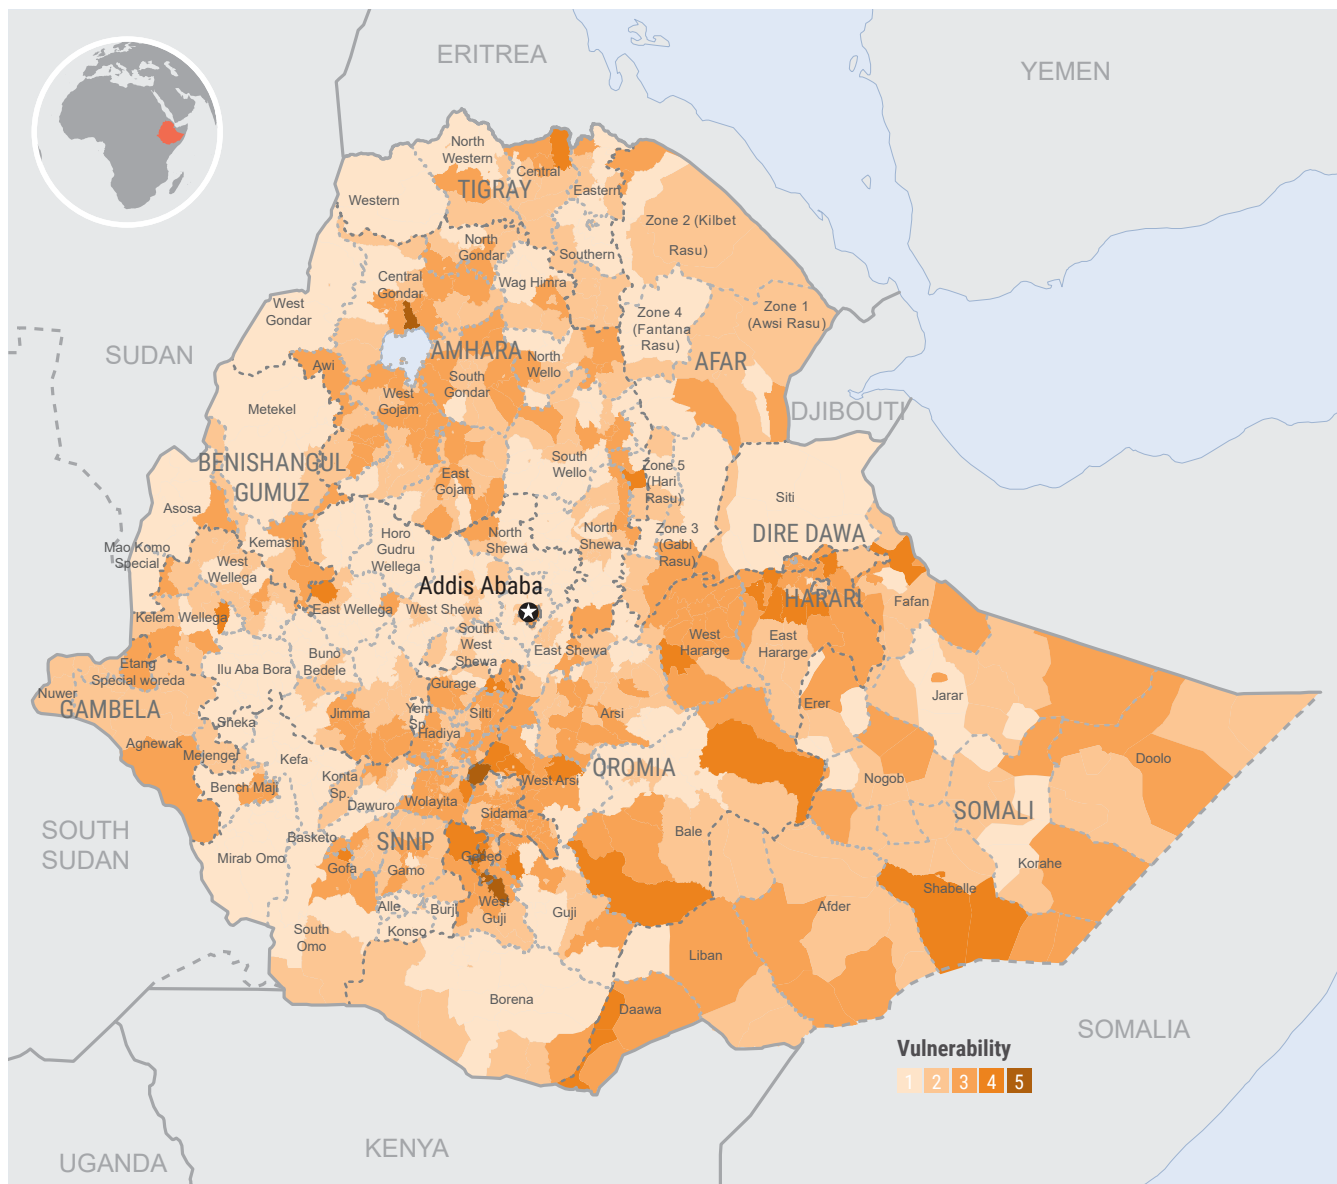 ERITREA
YEMEN
North
Western
Central
TIGRAY
Eastern
Western
Zone 2 (Kilbet
Rasu)
North
Gondar
Southern
Central
Gondar
Wag Himra
West
Gondar
Zone 4
(Fantana
Rasu)
Zone 1
(Awsi Rasu)
SUDAN
AMHARA
North
Wello
AFAR
Awi
South
Gondar
West
Gojam
Metekel
DJIBOUTI
BENISHANGUL
GUMUZ
South
Wello
Zone 5
(Hari
Rasu)
East
Gojam
Siti
Asosa
DIRE DAWA
Horo
Gudru
Wellega
North
Shewa
North
Shewa
Zone 3
(Gabi
Rasu)
Kemashi
Mao Komo
Special
West
Wellega
Addis Ababa
HARARI
Fafan
East Wellega
West Shewa
Kelem Wellega
South
West
Shewa
East Shewa
West
Hararge
East
Hararge
Buno
Bedele
Ilu Aba Bora
Etang
Special woreda
Nuwer
GAMBELA
Gurage
Jarar
Erer
Yem
Sp.
Silti
Arsi
Jimma
Sheka
Hadiya
Agnewak
Mejenger
Kefa
Doolo
OROMIA
Konta
Sp.
West Arsi
Nogob
Bench Maji
Dawuro
Wolayita
Sidama
SOMALI
SOUTH
SUDAN
Basketo
SNNP
Bale
Mirab Omo
Gedeo
Korahe
Gofa
Gamo
Shabelle
Alle
Burji
West
Guji
Guji
Afder
Konso
South
Omo
Liban
Borena
Daawa
SOMALIA
Vulnerability
1 2 3 4 5
KENYA
UGANDA